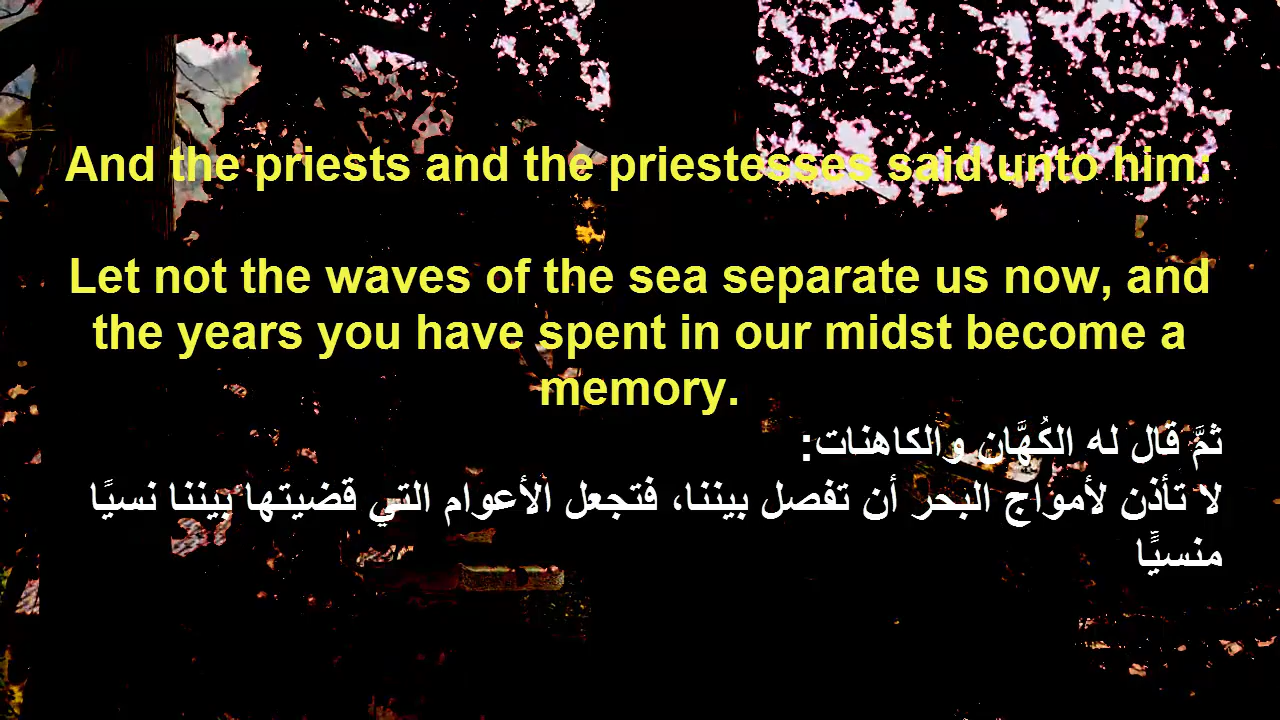 And the priests and the priestesses said unto him:
Let not the waves of the sea separate us now, and
the years you have spent in our midst become a
memory.
ثمَّ قال له الكُهَّان والكاهنات:
لا تأذن لأمواج البحر أن تفصل بيننا، فتجعل الأعوام التي قضيتها بيننا نسيًا
منسيًّا